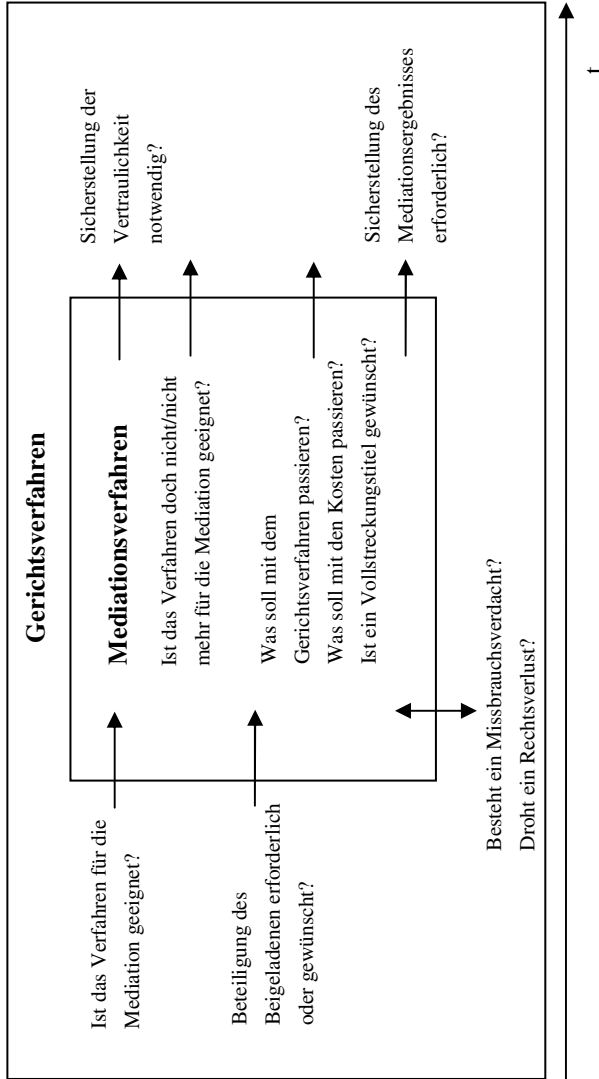 Gerichtsverfahren
Ist das Verfahren für die
Mediation geeignet?
Beteiligung des
Beigeladenen erforderlich
oder gewünscht?
Mediationsverfahren
Ist das Verfahren doch nicht/nicht
mehr für die Mediation geeignet?
Was soll mit dem
Gerichtsverfahren passieren?
Was soll mit den Kosten passieren?
Ist ein Vollstreckungstitel gewünscht?
Sicherstellung der
Vertraulichkeit
notwendig?
Sicherstellung des
Mediationsergebnisses
erforderlich?
Besteht ein Missbrauchsverdacht?
Droht ein Rechtsverlust?
t